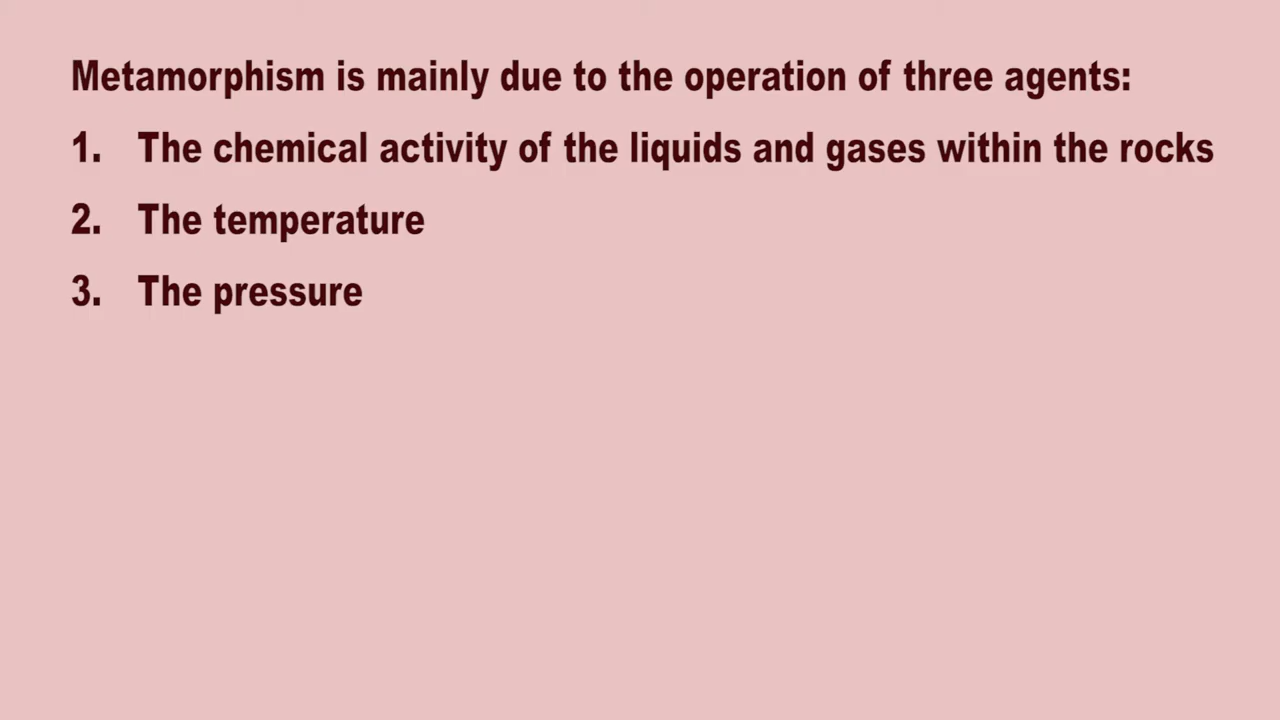 Metamorphism is mainly due to the operation of three agents:
1. The chemical activity of the liquids and gases within the rocks
2. The temperature
3. The pressure